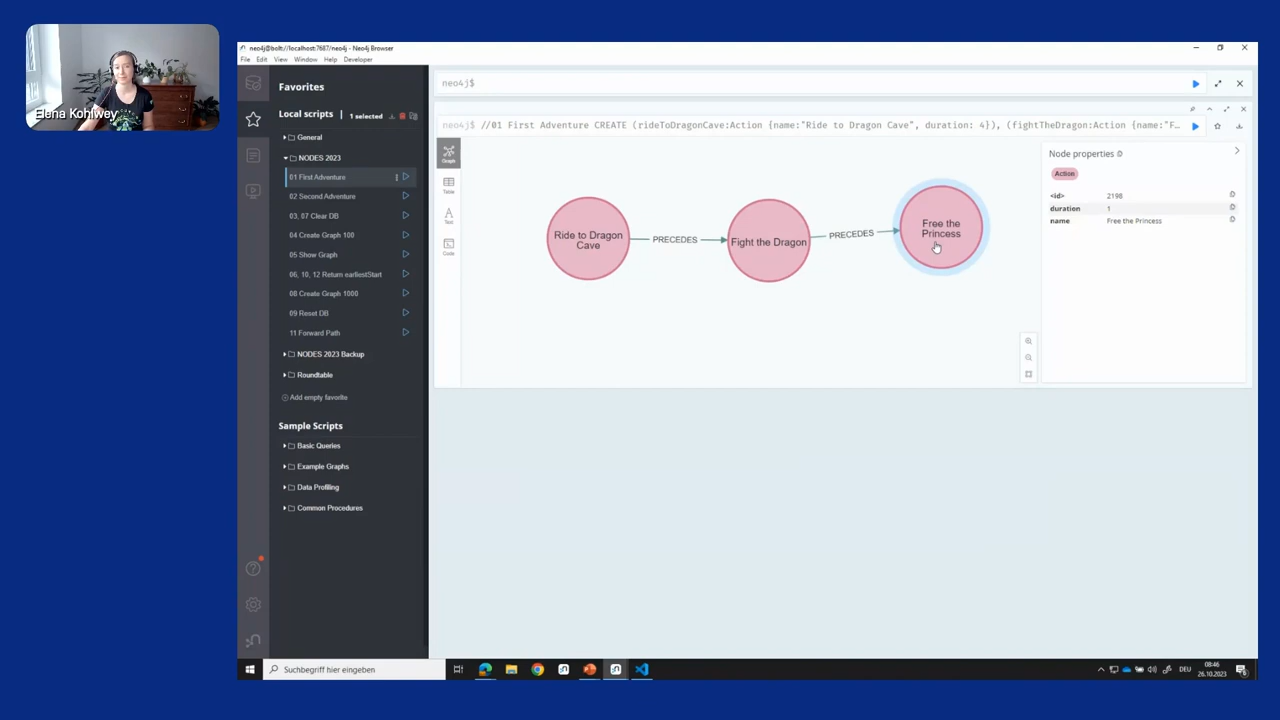 Elena Kohlwey
neo4j@bolt://localhost:7687/neo4j - Neo4j Browser
File Edit View Window Help Developer
Favorites
Local scripts 1 selected
General
NODES 2023
01 First Adventure
02 Second Adventure
03, 07 Clear DB
04 Create Graph 100
05 Show Graph
06, 10, 12 Return earliestStart
08 Create Graph 1000
09 Reset DB
11 Forward Path
NODES 2023 Backup
Roundtable
Add empty favorite
Sample Scripts
Basic Queries
Example Graphs
Data Profiling
Common Procedures
neo4j$
neo4j$ //01 First Adventure CREATE (rideToDragonCave:Action {name:"Ride to Dragon Cave", duration: 4}), (fightTheDragon:Action {name:"F…
Graph
Table
Text
Code
Ride to Dragon
Cave
PRECEDES
Fight the Dragon
PRECEDES
Free the
Princess
Node properties
Action
<id> 2198
duration 1
name Free the Princess
Suchbegriff hier eingeben
DEU
08:46
26.10.2023